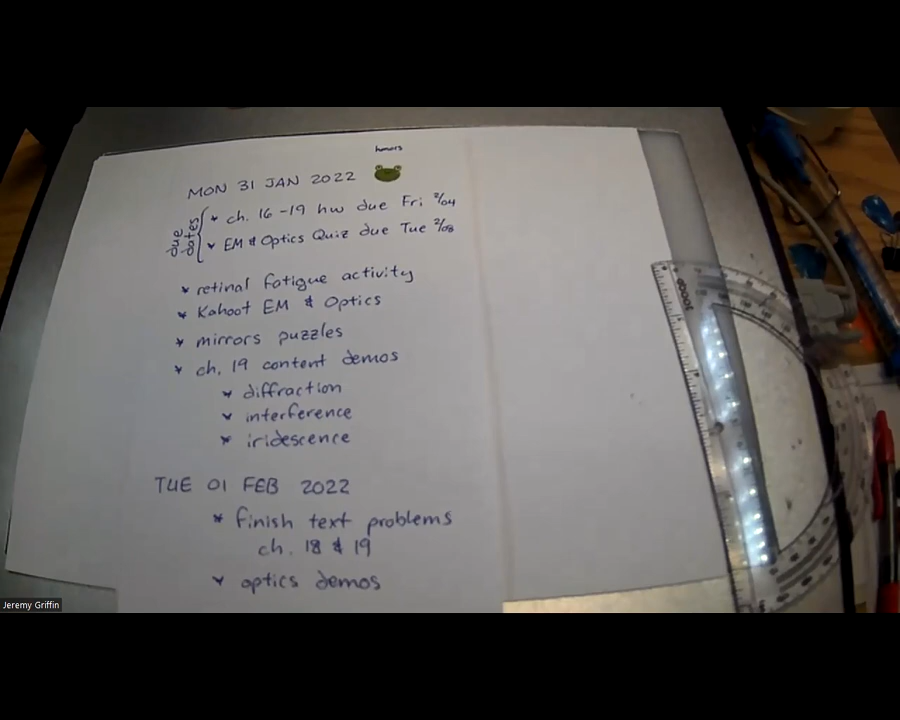 honors
MON 31 JAN 2022
due dates
* ch. 16-19 hw due Fri 2/04
* EM & Optics Quiz due Tue 2/08
* retinal fatigue activity
* Kahoot EM & Optics
* mirrors puzzles
* ch. 19 content demos
* diffraction
* interference
* iridescence
TUE 01 FEB 2022
* finish text problems
ch. 18 & 19
* optics demos
Jeremy Griffin